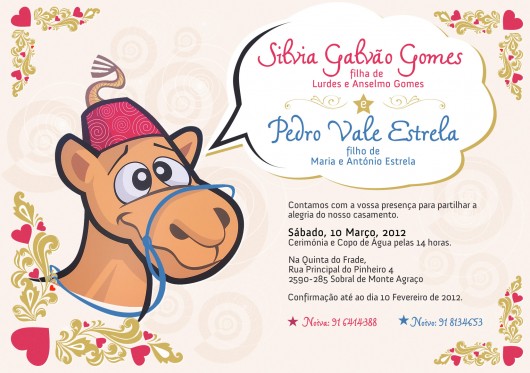 Silvia Galvão Gomes
filha de
Lurdes e Anselmo Gomes
e
Pedro Vale Estrela
filho de
Maria e António Estrela
Contamos com a vossa presença para partilhar a
alegria do nosso casamento.
Sábado, 10 Março, 2012
Cerimónia e Copo de Água pelas 14 horas.
Na Quinta do Frade,
Rua Principal do Pinheiro 4
2590-285 Sobral de Monte Agraço
Confirmação até ao dia 10 Fevereiro de 2012.
Noiva: 91 6414388
Noivo: 91 8134653